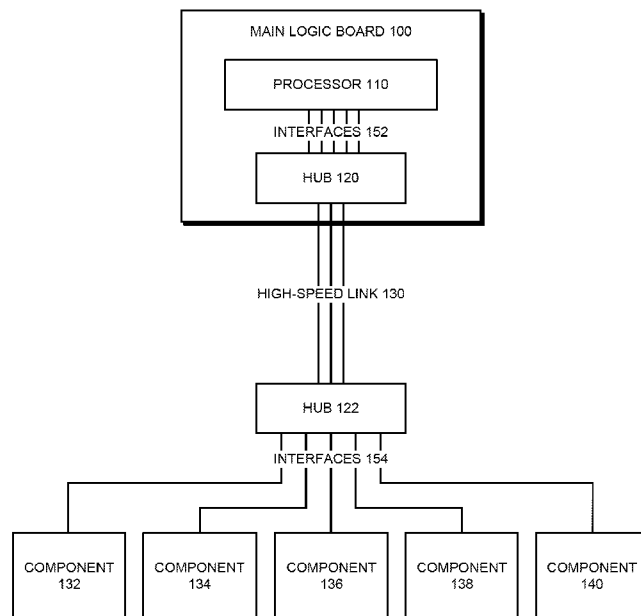 MAIN LOGIC BOARD 100
PROCESSOR 110
INTERFACES 152
HUB 120
HIGH-SPEED LINK 130
HUB 122
INTERFACES 154
COMPONENT
132
COMPONENT
134
COMPONENT
136
COMPONENT
138
COMPONENT
140